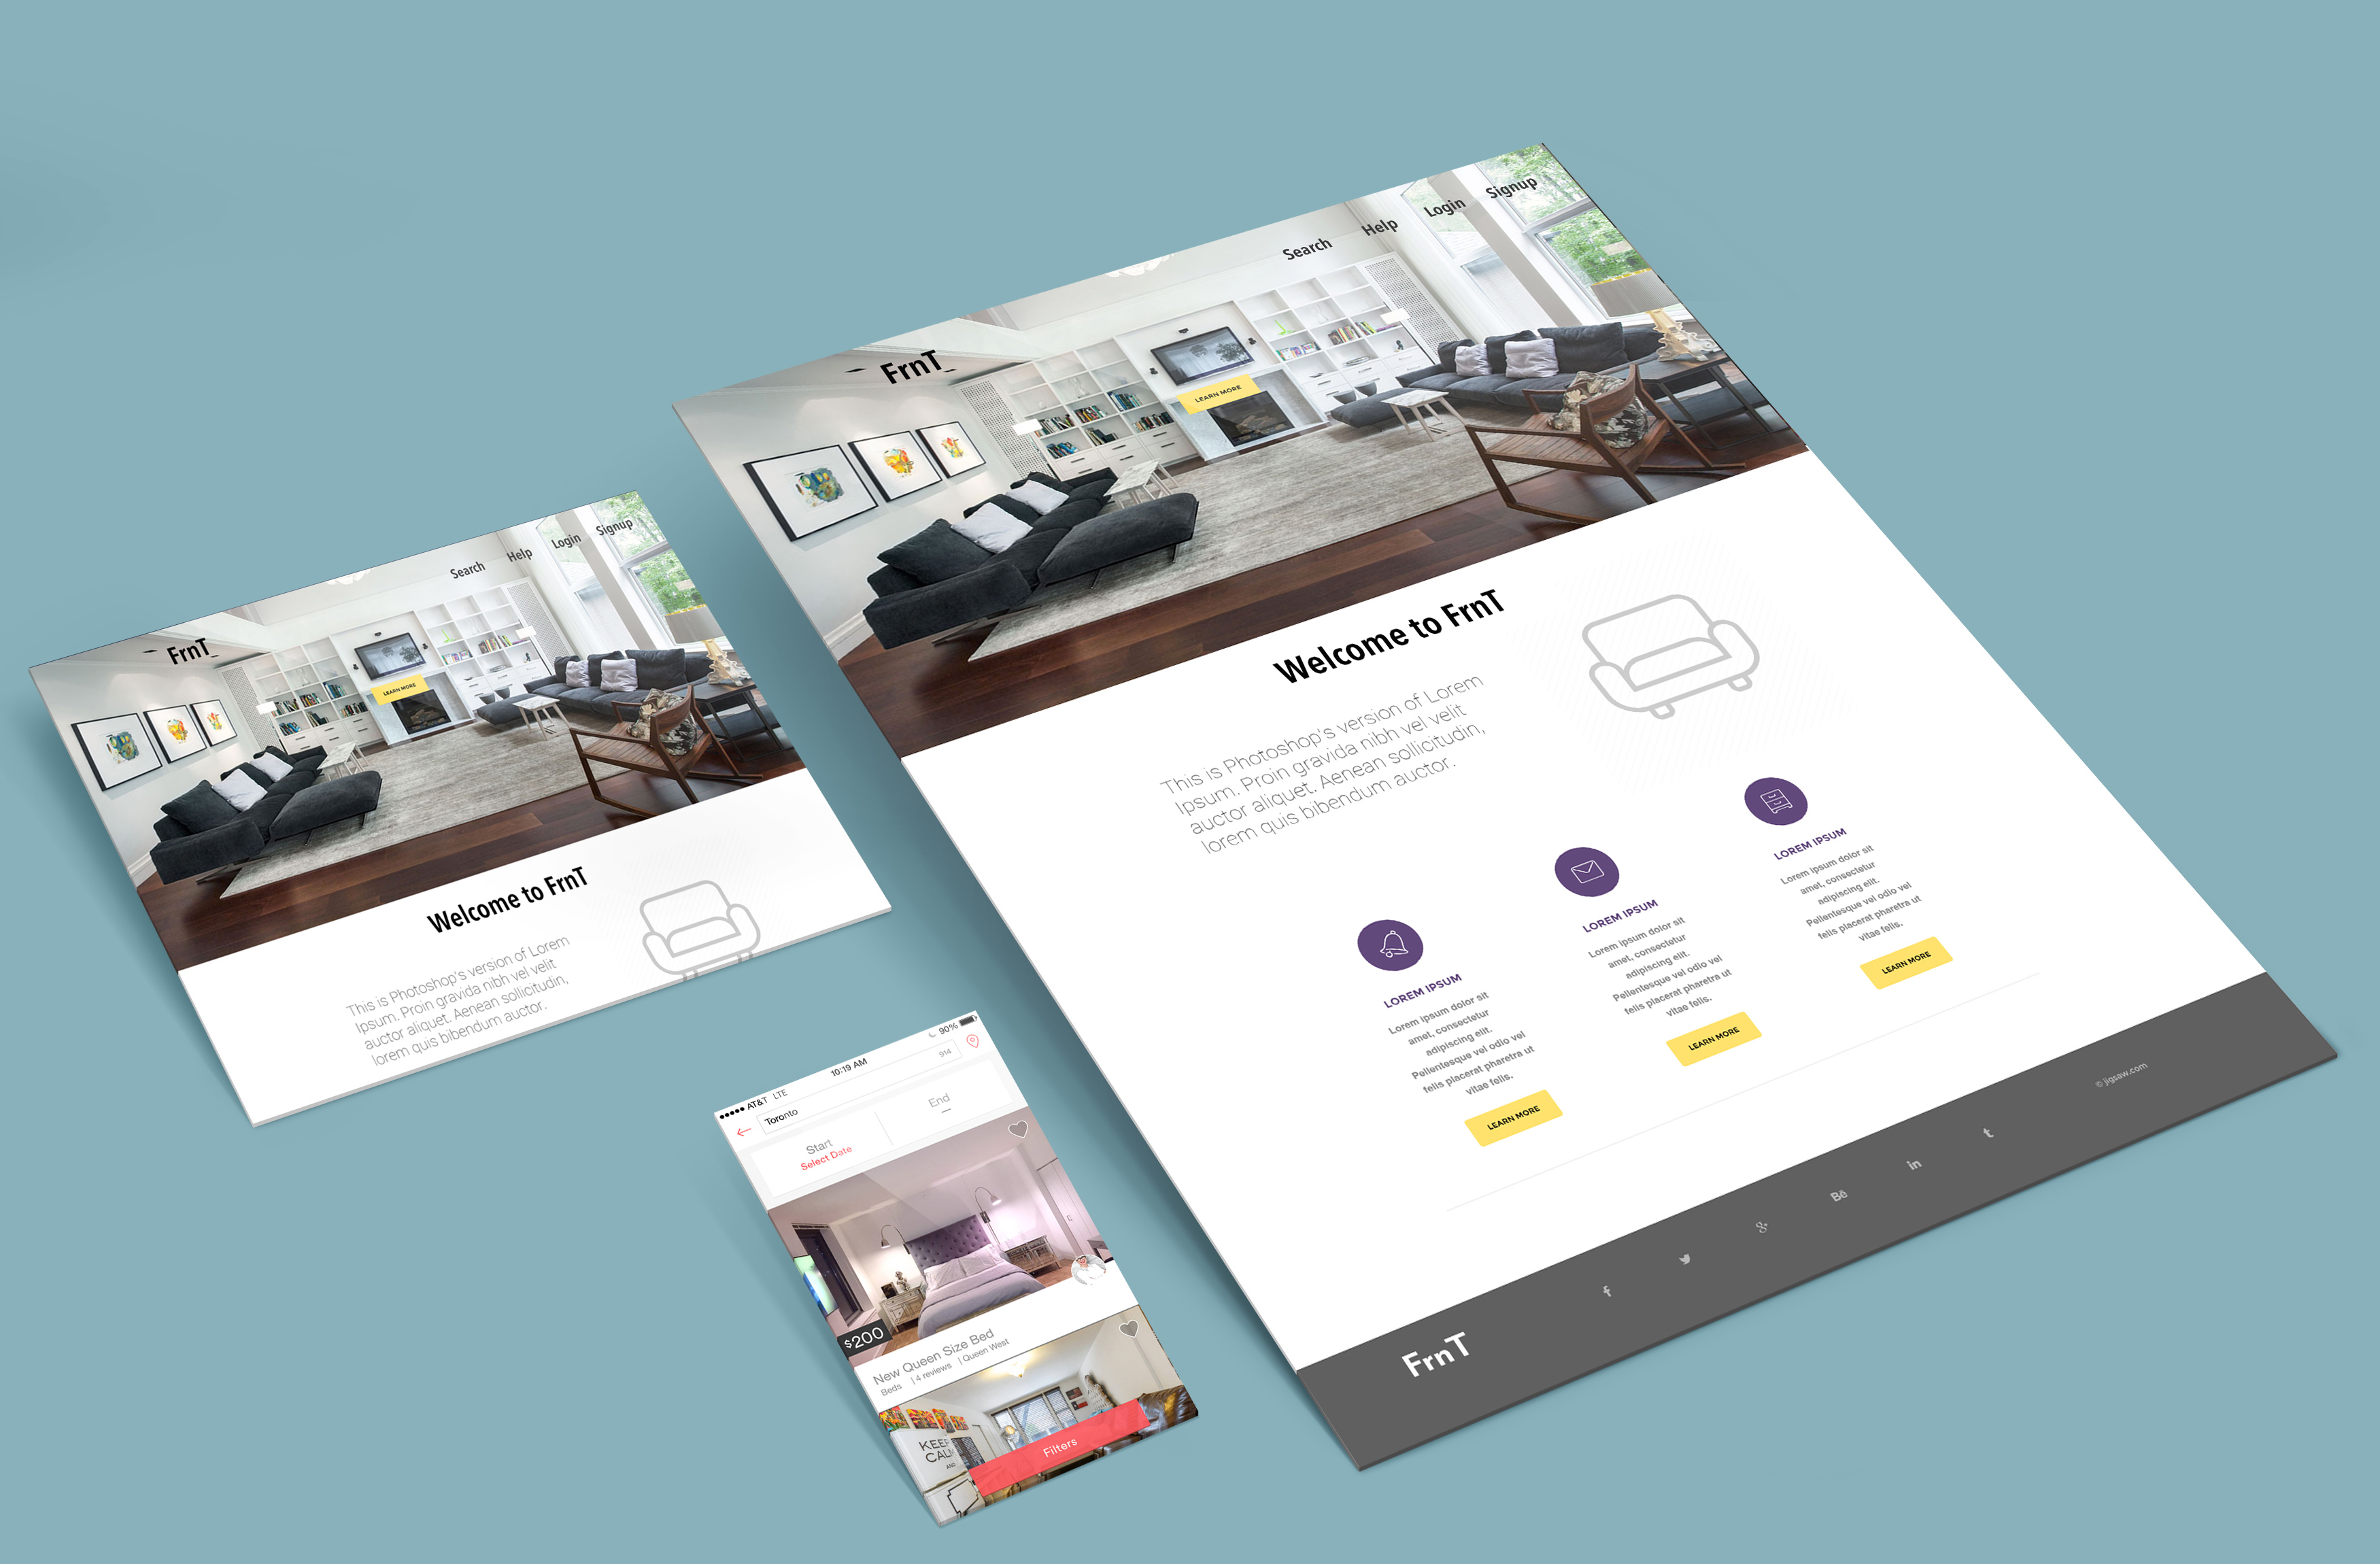 FrnT
Search
Help
Login
Signup
LEARN MORE
Welcome to FrnT
This is Photoshop's version of Lorem
Ipsum. Proin gravida nibh vel velit
auctor aliquet. Aenean sollicitudin,
lorem quis bibendum auctor.
FrnT
Search
Help
Login
Signup
LEARN MORE
Welcome to FrnT
This is Photoshop's version of Lorem
Ipsum. Proin gravida nibh vel velit
auctor aliquet. Aenean sollicitudin,
lorem quis bibendum auctor.
LOREM IPSUM
Lorem ipsum dolor sit
amet, consectetur
adipiscing elit.
Pellentesque vel odio vel
felis placerat pharetra ut
vitae felis.
LEARN MORE
LOREM IPSUM
Lorem ipsum dolor sit
amet, consectetur
adipiscing elit.
Pellentesque vel odio vel
felis placerat pharetra ut
vitae felis.
LEARN MORE
LOREM IPSUM
Lorem ipsum dolor sit
amet, consectetur
adipiscing elit.
Pellentesque vel odio vel
felis placerat pharetra ut
vitae felis.
LEARN MORE
FrnT
f
g+
Bē
in
t
© jigsaw.com
AT&T LTE
10:19 AM
90%
Toronto
914
Start
Select Date
End
$200
New Queen Size Bed
Beds | 4 reviews | Queen West
KEEP
CALM
AND
Filters